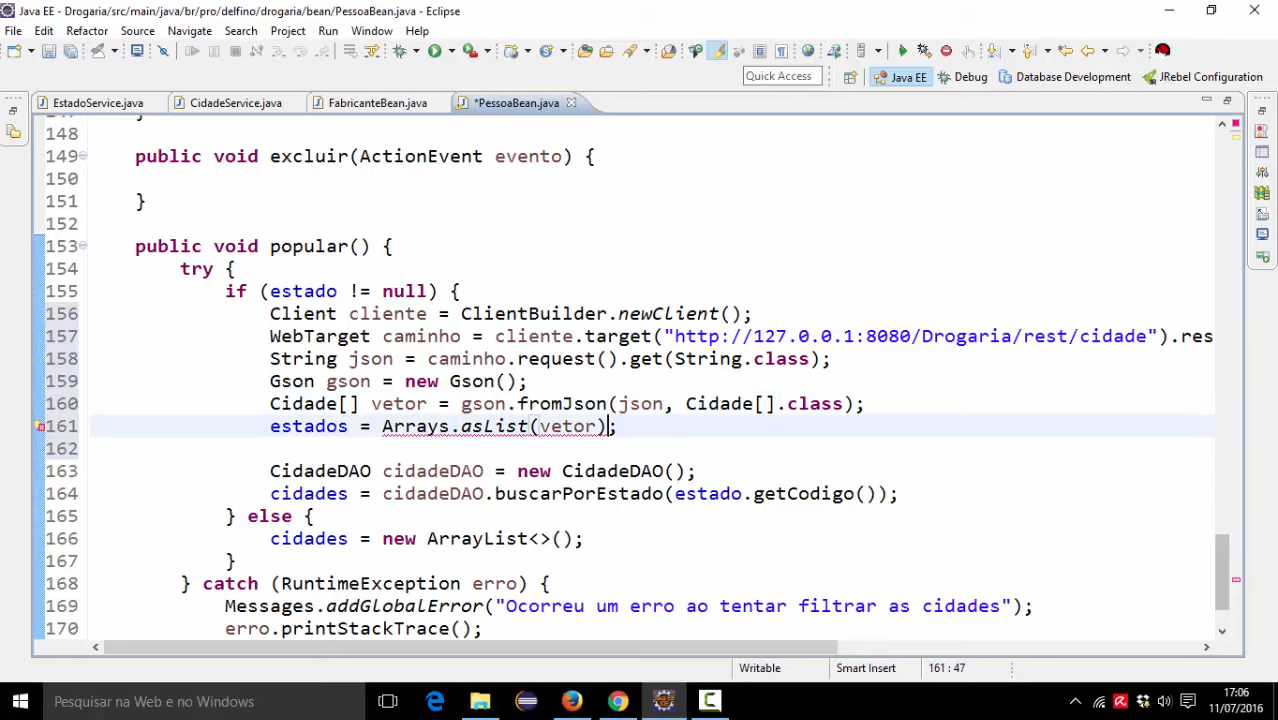 Java EE - Drogaria/src/main/java/br/pro/delfino/drogaria/bean/PessoaBean.java - Eclipse
File Edit Refactor Source Navigate Search Project Run Window Help
Quick Access Java EE Debug Database Development JRebel Configuration
EstadoService.java CidadeService.java FabricanteBean.java *PessoaBean.java
148
149 public void excluir(ActionEvent evento) {
150
151 }
152
153 public void popular() {
154 try {
155 if (estado != null) {
156 Client cliente = ClientBuilder.newClient();
157 WebTarget caminho = cliente.target("http://127.0.0.1:8080/Drogaria/rest/cidade").res
158 String json = caminho.request().get(String.class);
159 Gson gson = new Gson();
160 Cidade[] vetor = gson.fromJson(json, Cidade[].class);
161 estados = Arrays.asList(vetor);
162
163 CidadeDAO cidadeDAO = new CidadeDAO();
164 cidades = cidadeDAO.buscarPorEstado(estado.getCodigo());
165 } else {
166 cidades = new ArrayList<>();
167 }
168 } catch (RuntimeException erro) {
169 Messages.addGlobalError("Ocorreu um erro ao tentar filtrar as cidades");
170 erro.printStackTrace();
Writable Smart Insert 161 : 47
Pesquisar na Web e no Windows
17:06
11/07/2016